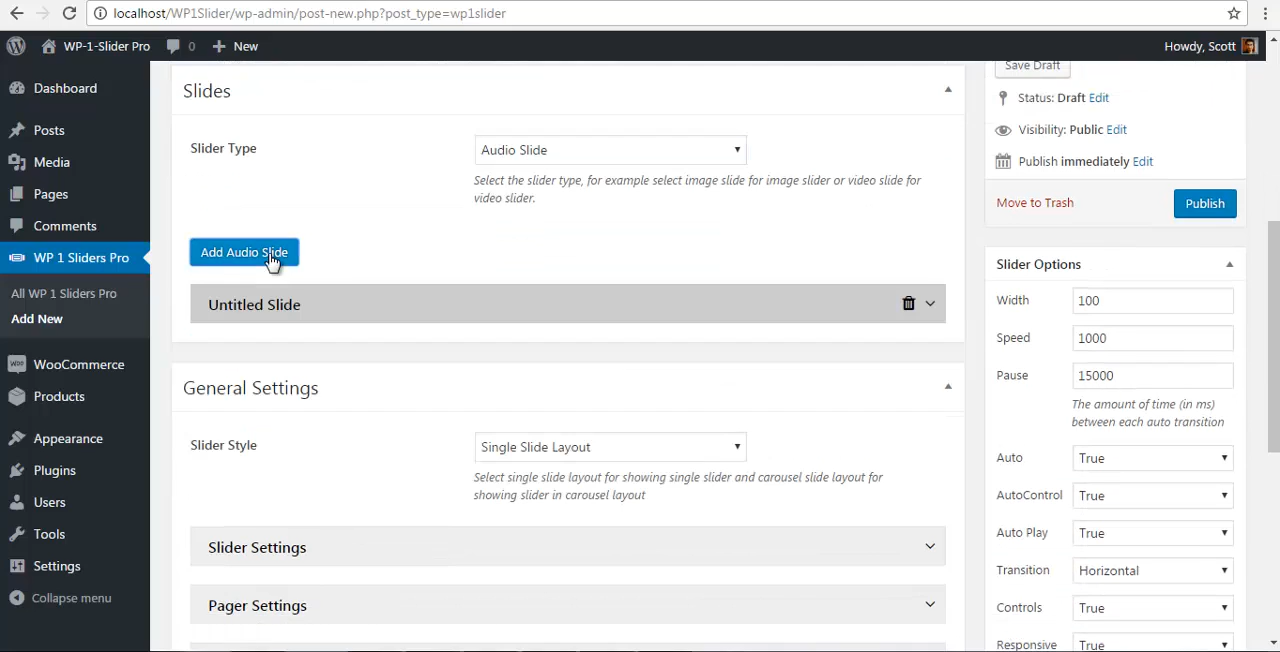 localhost/WP1Slider/wp-admin/post-new.php?post_type=wp1slider
WP-1-Slider Pro
0
New
Howdy, Scott
Dashboard
Posts
Media
Pages
Comments
WP 1 Sliders Pro
All WP 1 Sliders Pro
Add New
WooCommerce
Products
Appearance
Plugins
Users
Tools
Settings
Collapse menu
Slides
Slider Type
Audio Slide
Select the slider type, for example select image slide for image slider or video slide for
video slider.
Add Audio Slide
Untitled Slide
General Settings
Slider Style
Single Slide Layout
Select single slide layout for showing single slider and carousel slide layout for
showing slider in carousel layout
Slider Settings
Pager Settings
Save Draft
Status: Draft Edit
Visibility: Public Edit
Publish immediately Edit
Move to Trash
Publish
Slider Options
Width
100
Speed
1000
Pause
15000
The amount of time (in ms)
between each auto transition
Auto
True
AutoControl
True
Auto Play
True
Transition
Horizontal
Controls
True
Responsive
True